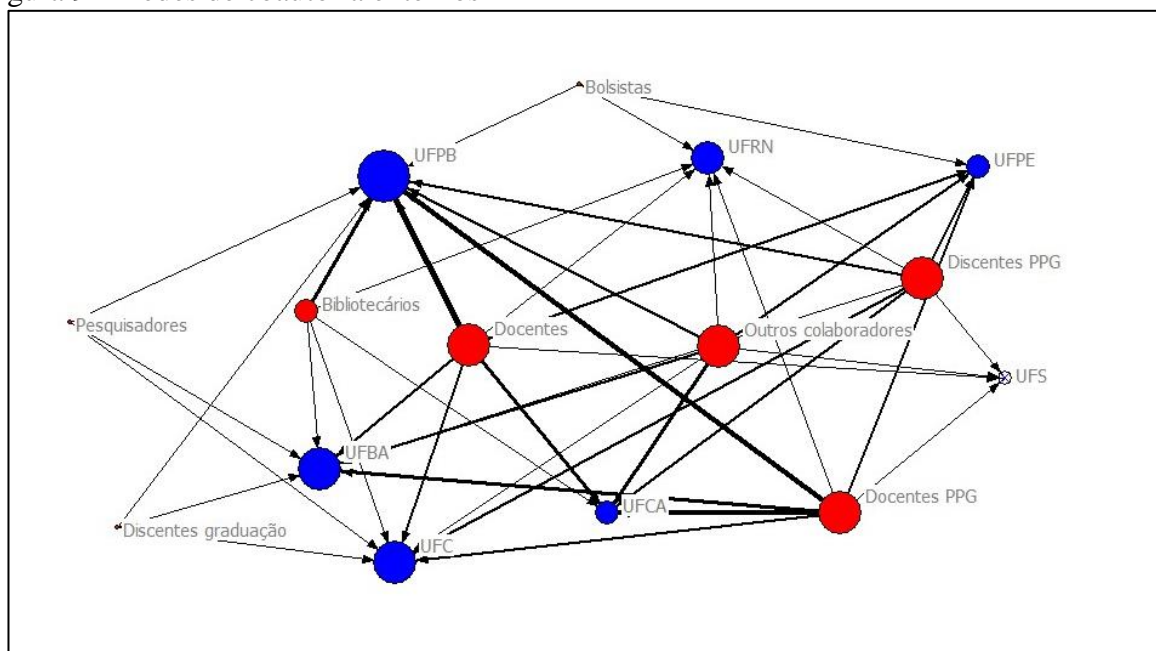 Bolsistas
UFPB
UFRN
UFPE
Discentes PPG
Bibliotecários
Pesquisadores
Docentes
Outros colaboradores
UFS
UFBA
Docentes PPG
UFCA
Discentes graduação
UFC